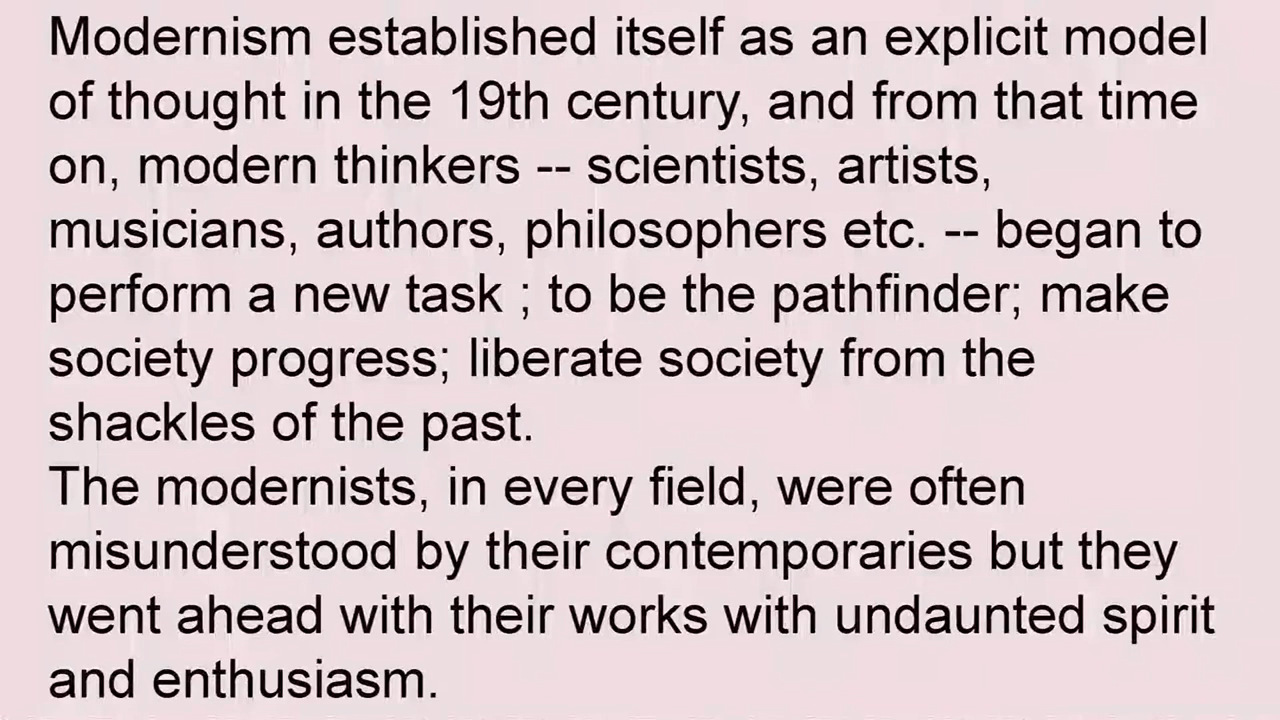 Modernism established itself as an explicit model
of thought in the 19th century, and from that time
on, modern thinkers -- scientists, artists,
musicians, authors, philosophers etc. -- began to
perform a new task ; to be the pathfinder; make
society progress; liberate society from the
shackles of the past.
The modernists, in every field, were often
misunderstood by their contemporaries but they
went ahead with their works with undaunted spirit
and enthusiasm.